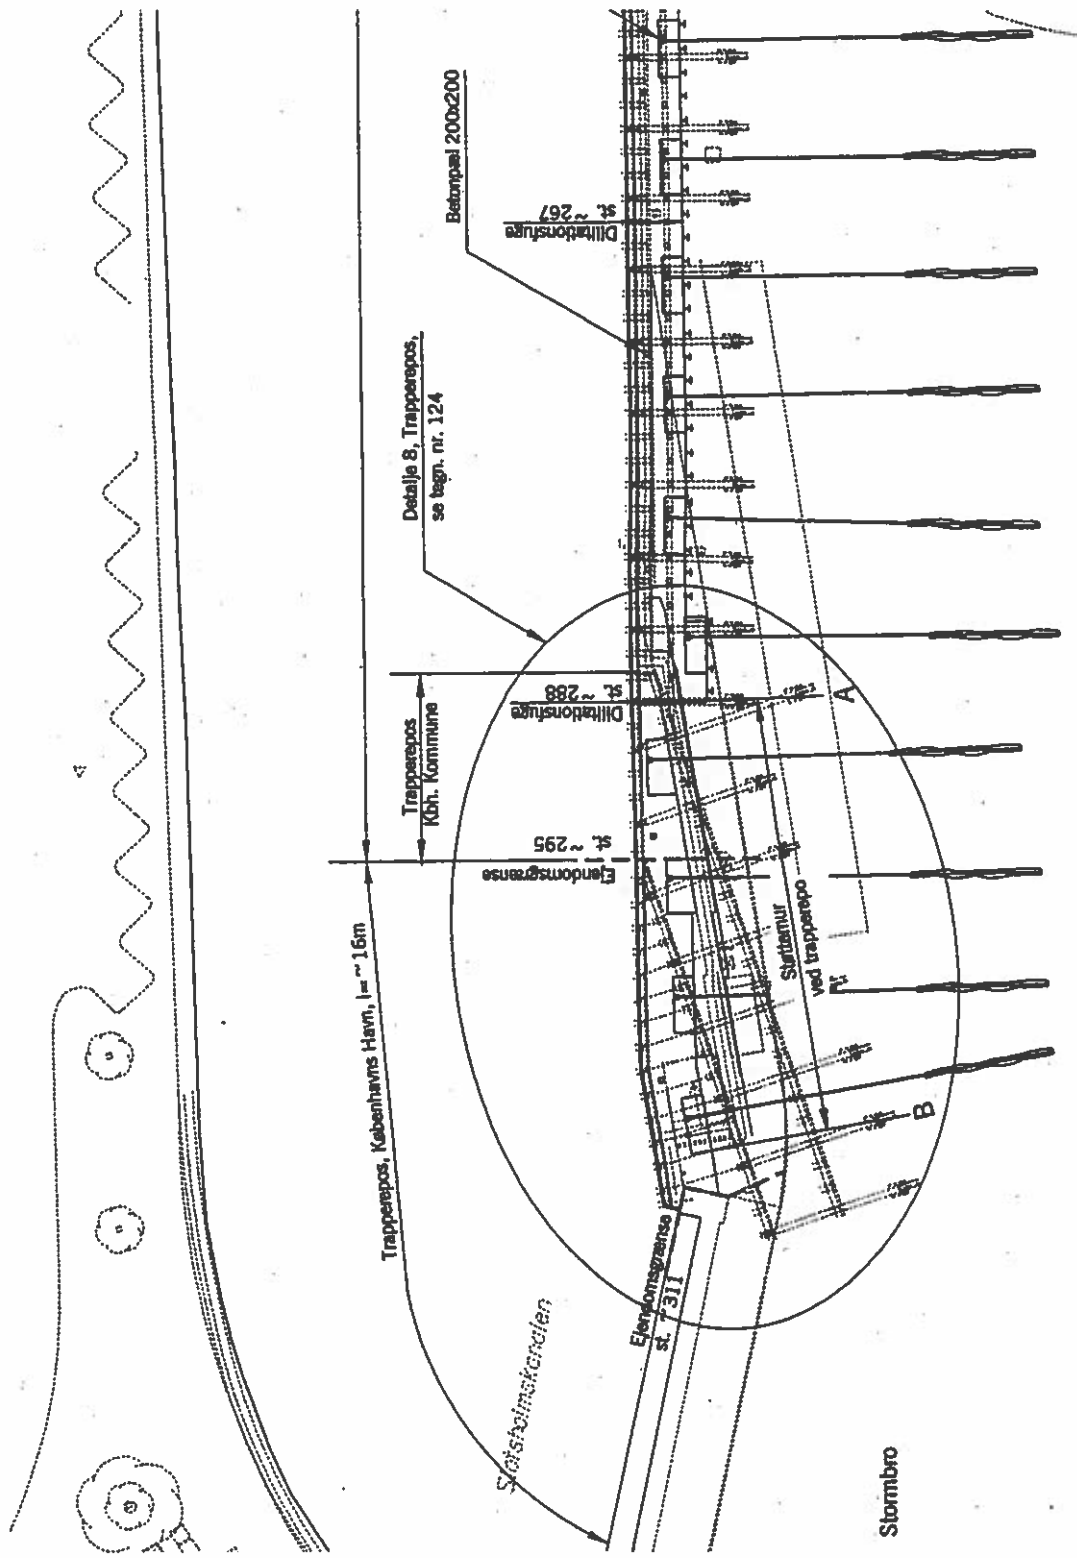 Betonpæl 200x200
Dilitationsfuge
st. ~ 267
Detalje 8, Trapperepos,
se tegn. nr. 124
Trapperepos
Kbh. Kommune
Dilitationsfuge
st. ~ 288
Ejendomsgrænse
st. ~ 295
Trapperepos, Københavns Havn, l= ~ 16m
Støttemur
ved trapperepo
A
B
Ejendomsgrænse
st. ~ 311
Slotsholmskanalen
Stormbro